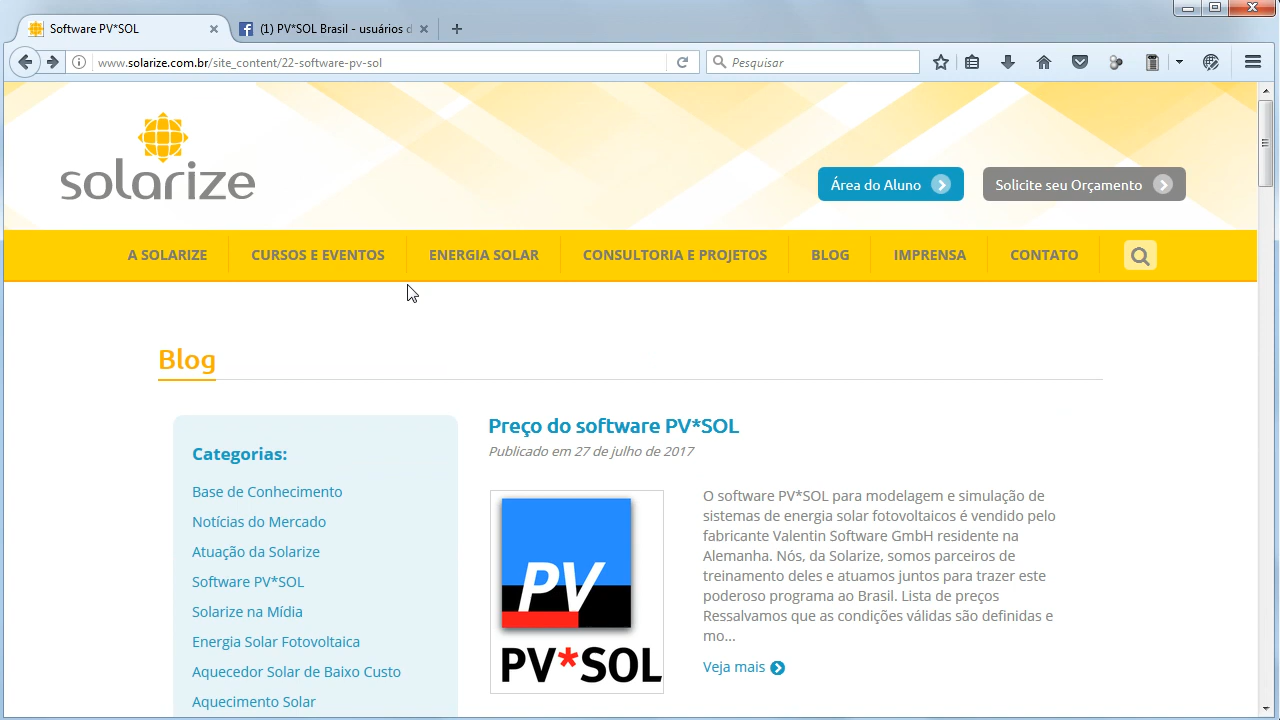 Software PV*SOL
(1) PV*SOL Brasil - usuários d
www.solarize.com.br/site_content/22-software-pv-sol
Pesquisar
solarize
Área do Aluno
Solicite seu Orçamento
A SOLARIZE
CURSOS E EVENTOS
ENERGIA SOLAR
CONSULTORIA E PROJETOS
BLOG
IMPRENSA
CONTATO
Blog
Categorias:
Base de Conhecimento
Notícias do Mercado
Atuação da Solarize
Software PV*SOL
Solarize na Mídia
Energia Solar Fotovoltaica
Aquecedor Solar de Baixo Custo
Aquecimento Solar
Preço do software PV*SOL
Publicado em 27 de julho de 2017
PV
PV*SOL
O software PV*SOL para modelagem e simulação de
sistemas de energia solar fotovoltaicos é vendido pelo
fabricante Valentin Software GmbH residente na
Alemanha. Nós, da Solarize, somos parceiros de
treinamento deles e atuamos juntos para trazer este
poderoso programa ao Brasil. Lista de preços
Ressalvamos que as condições válidas são definidas e
mo...
Veja mais